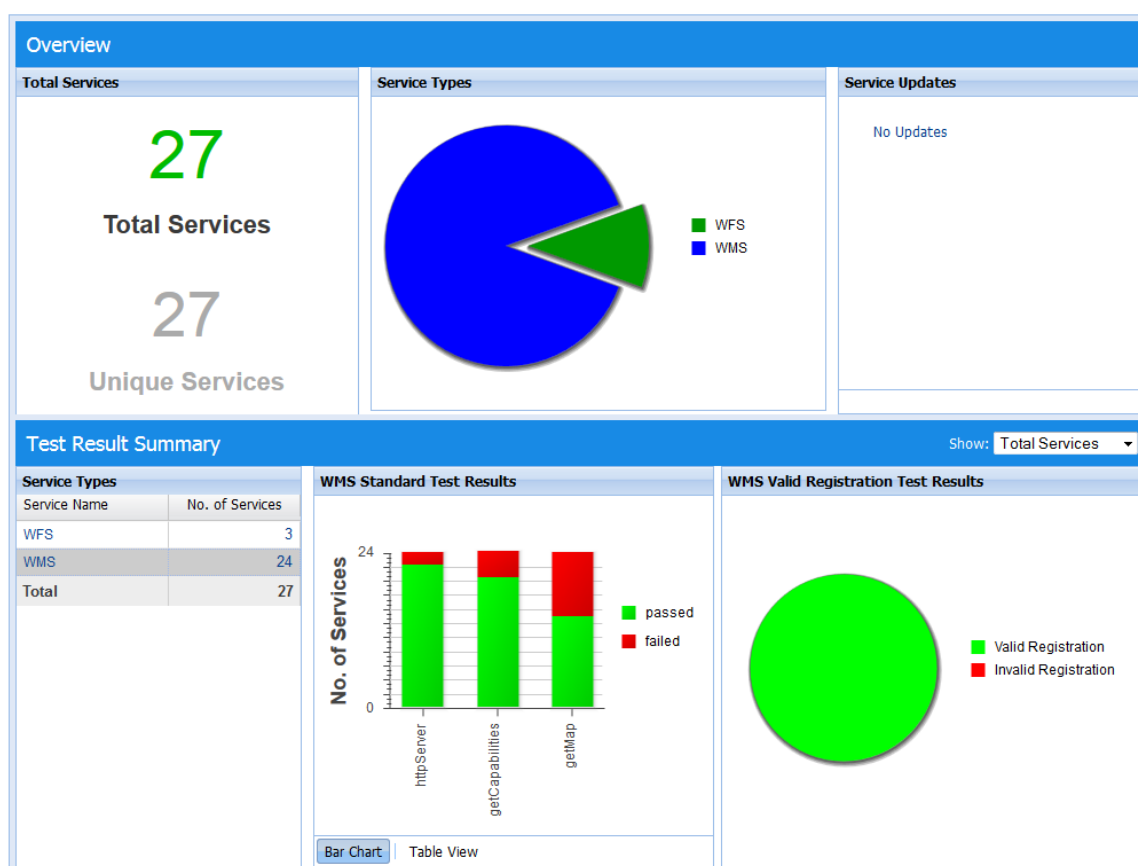 Overview
Total Services
27
Total Services
27
Unique Services
Service Types
WFS
WMS
Service Updates
No Updates
Test Result Summary
Show: Total Services
Service Types
Service Name No. of Services
WFS 3
WMS 24
Total 27
WMS Standard Test Results
No. of Services
24
0
httpServer
getCapabilities
getMap
passed
failed
Bar Chart Table View
WMS Valid Registration Test Results
Valid Registration
Invalid Registration